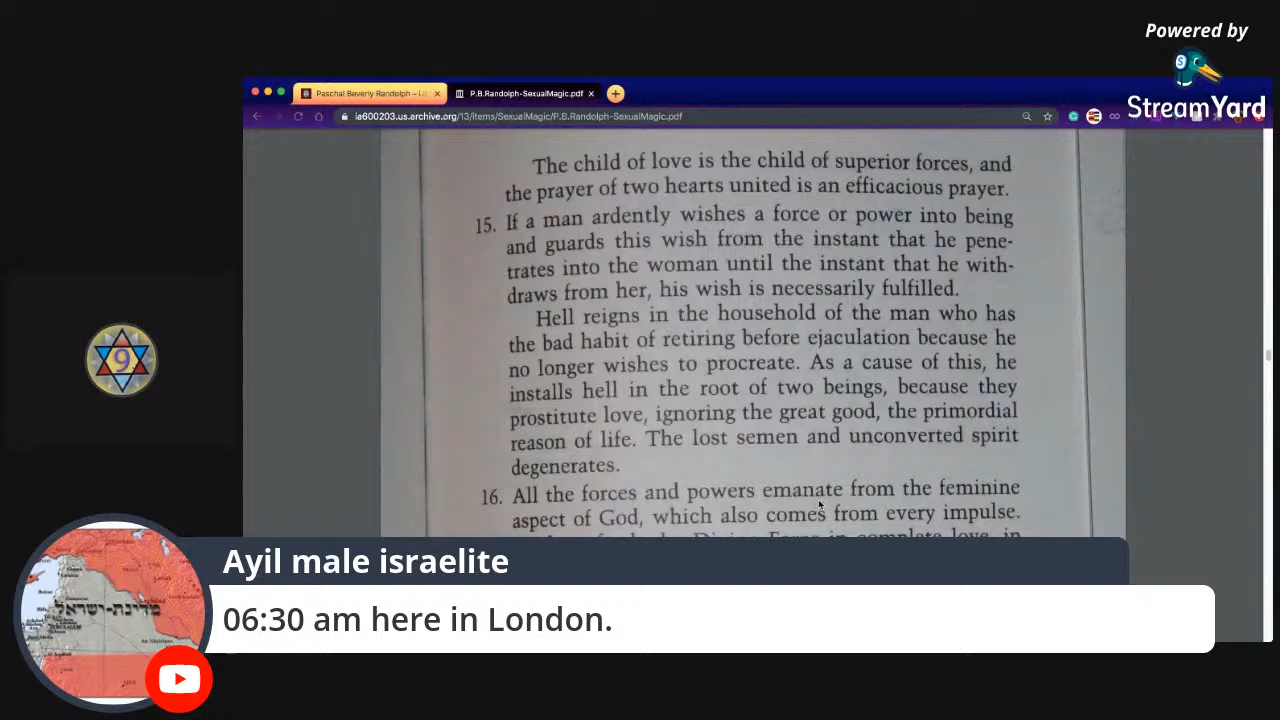 Powered by
StreamYard
Paschal Beverly Randolph – Li
P.B.Randolph-SexualMagic.pdf
ia600203.us.archive.org/13/items/SexualMagic/P.B.Randolph-SexualMagic.pdf
The child of love is the child of superior forces, and
the prayer of two hearts united is an efficacious prayer.
15. If a man ardently wishes a force or power into being
and guards this wish from the instant that he pene-
trates into the woman until the instant that he with-
draws from her, his wish is necessarily fulfilled.
Hell reigns in the household of the man who has
the bad habit of retiring before ejaculation because he
no longer wishes to procreate. As a cause of this, he
installs hell in the root of two beings, because they
prostitute love, ignoring the great good, the primordial
reason of life. The lost semen and unconverted spirit
degenerates.
16. All the forces and powers emanate from the feminine
aspect of God, which also comes from every impulse.
Divine Force in complete love, in
9
מדינת-ישראל
Ayil male israelite
06:30 am here in London.